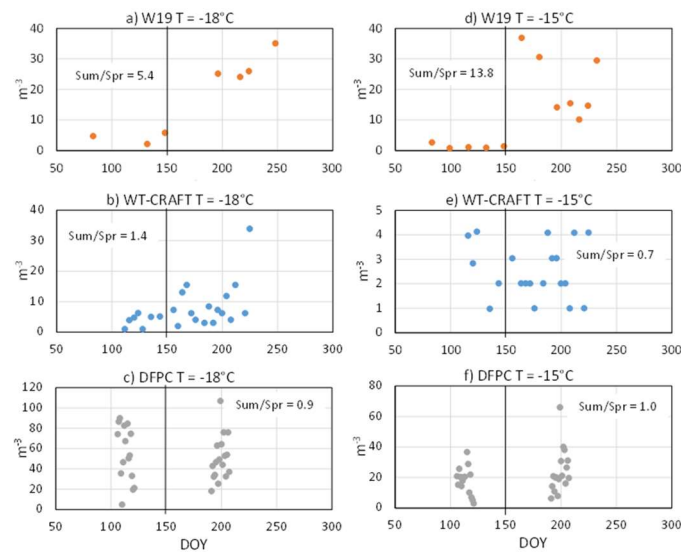 a) W19 T = -18°C
40
30
20
10
0
m-3
Sum/Spr = 5.4
50 100 150 200 250 300
b) WT-CRAFT T = -18°C
40
30
20
10
0
m-3
Sum/Spr = 1.4
50 100 150 200 250 300
c) DFPC T = -18°C
120
100
80
60
40
20
0
m-3
Sum/Spr = 0.9
50 100 150 200 250 300
DOY
d) W19 T = -15°C
40
30
20
10
0
m-3
Sum/Spr = 13.8
50 100 150 200 250 300
e) WT-CRAFT T = -15°C
5
4
3
2
1
0
m-3
Sum/Spr = 0.7
50 100 150 200 250 300
f) DFPC T = -15°C
80
60
40
20
0
m-3
Sum/Spr = 1.0
50 100 150 200 250 300
DOY